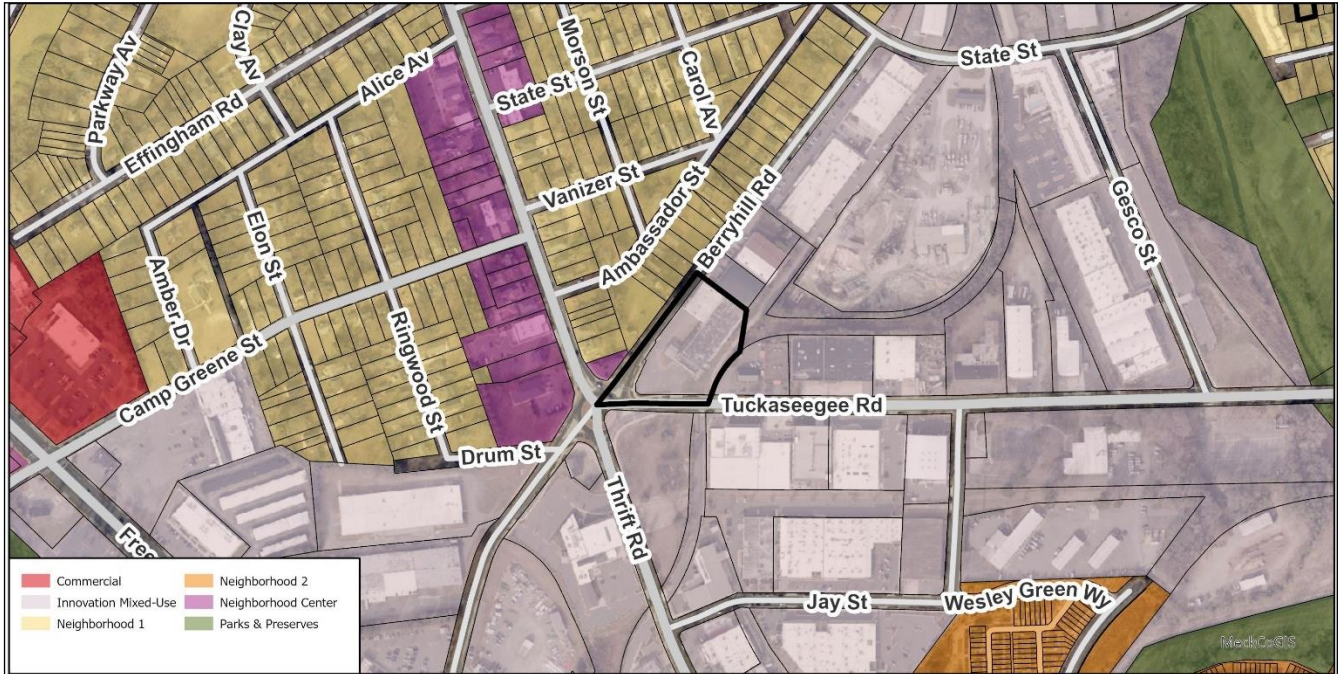 Parkway Av
Clay Av
Effingham Rd
Alice Av
Morson St
State St
Carol Av
State St
Vanizer St
Ambassador St
Berryhill Rd
Gesco St
Elon St
Amber Dr
Ringwood St
Camp Greene St
Tuckaseegee Rd
Drum St
Thrift Rd
Fre
Jay St
Wesley Green Wy
Commercial
Innovation Mixed-Use
Neighborhood 1
Neighborhood 2
Neighborhood Center
Parks & Preserves
MeckCoGIS